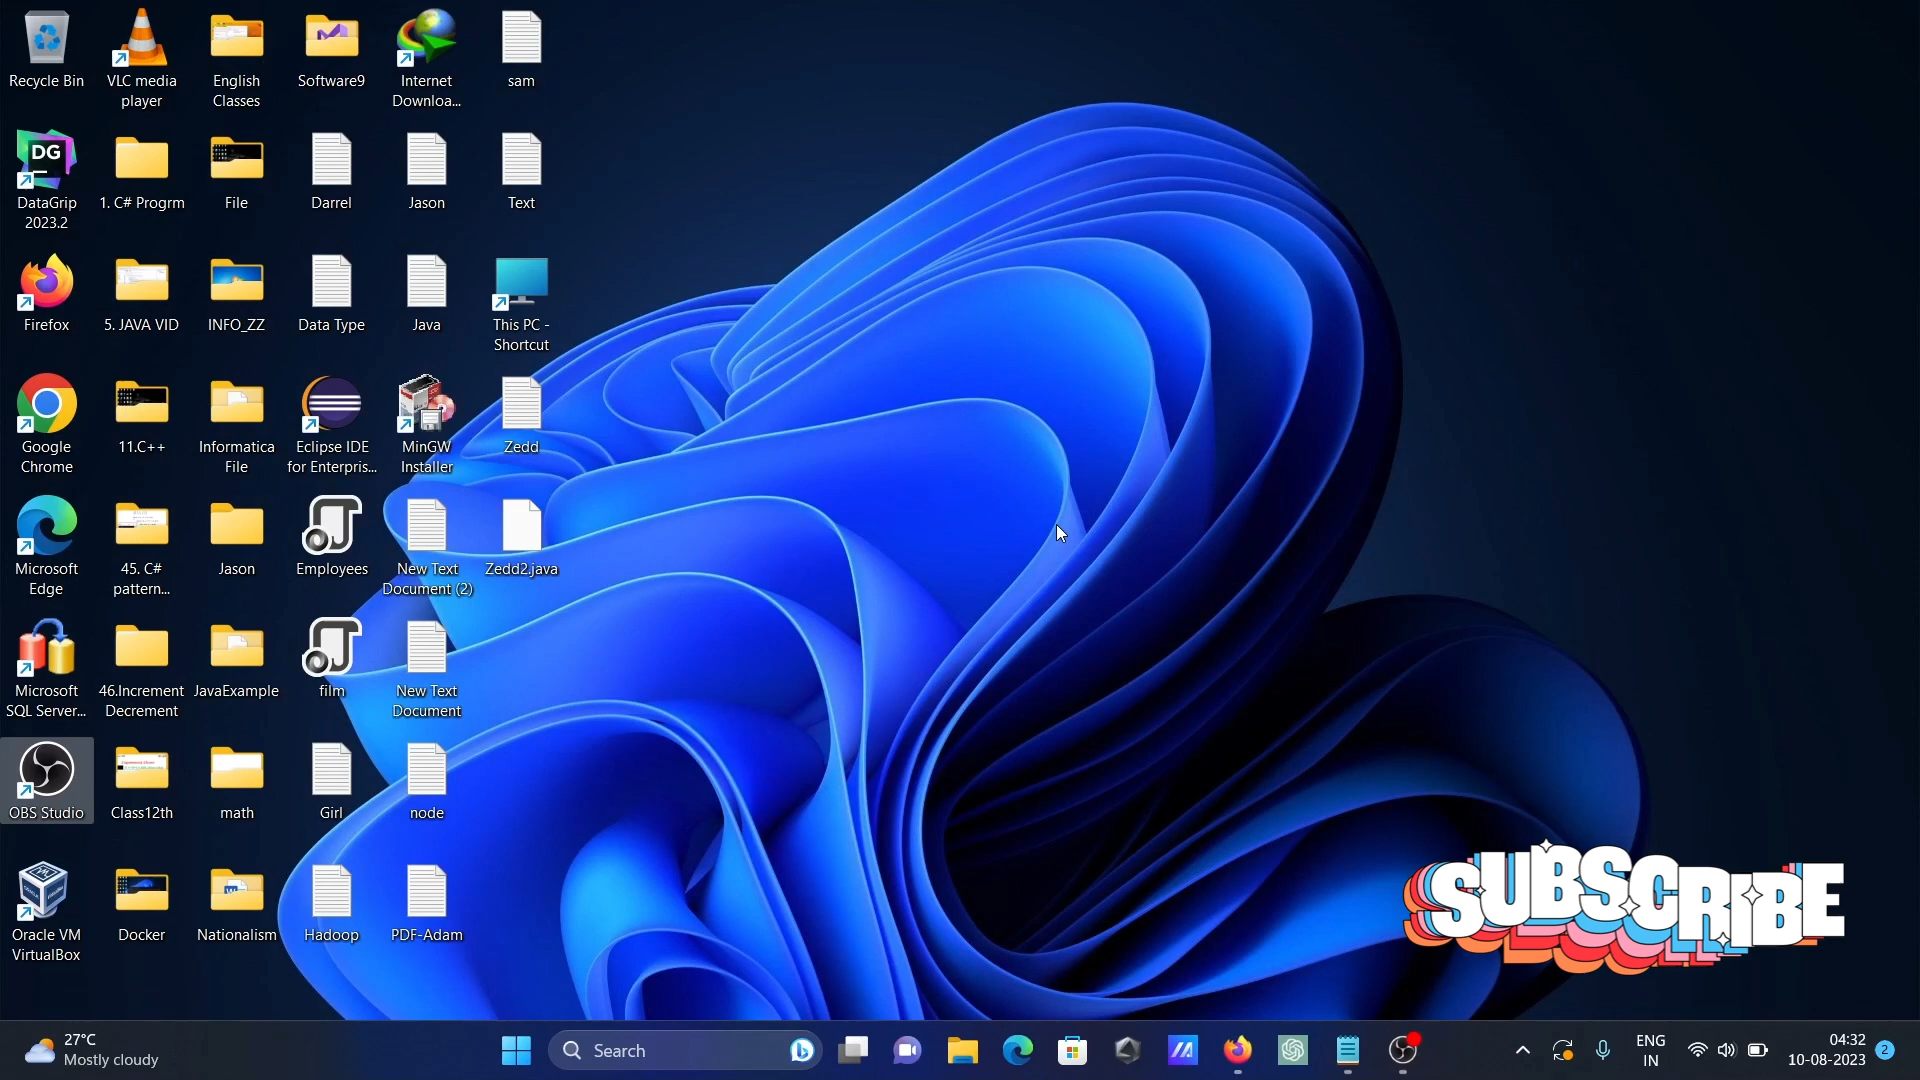 Recycle Bin
VLC media
player
English
Classes
Software9
Internet
Downloa...
sam
DG
DataGrip
2023.2
1. C# Progrm
File
Darrel
Jason
Text
Firefox
5. JAVA VID
INFO_ZZ
Data Type
Java
This PC -
Shortcut
Google
Chrome
11.C++
Informatica
File
Eclipse IDE
for Enterpris...
MinGW
Installer
Zedd
Microsoft
Edge
45. C#
pattern...
Jason
Employees
New Text
Document (2)
Zedd2.java
Microsoft
SQL Server...
46.Increment
Decrement
JavaExample
film
New Text
Document
OBS Studio
Class12th
math
Girl
node
Oracle VM
VirtualBox
Docker
Nationalism
Hadoop
PDF-Adam
SUBSCRIBE
27°C
Mostly cloudy
Search
ENG
IN
04:32
10-08-2023
2